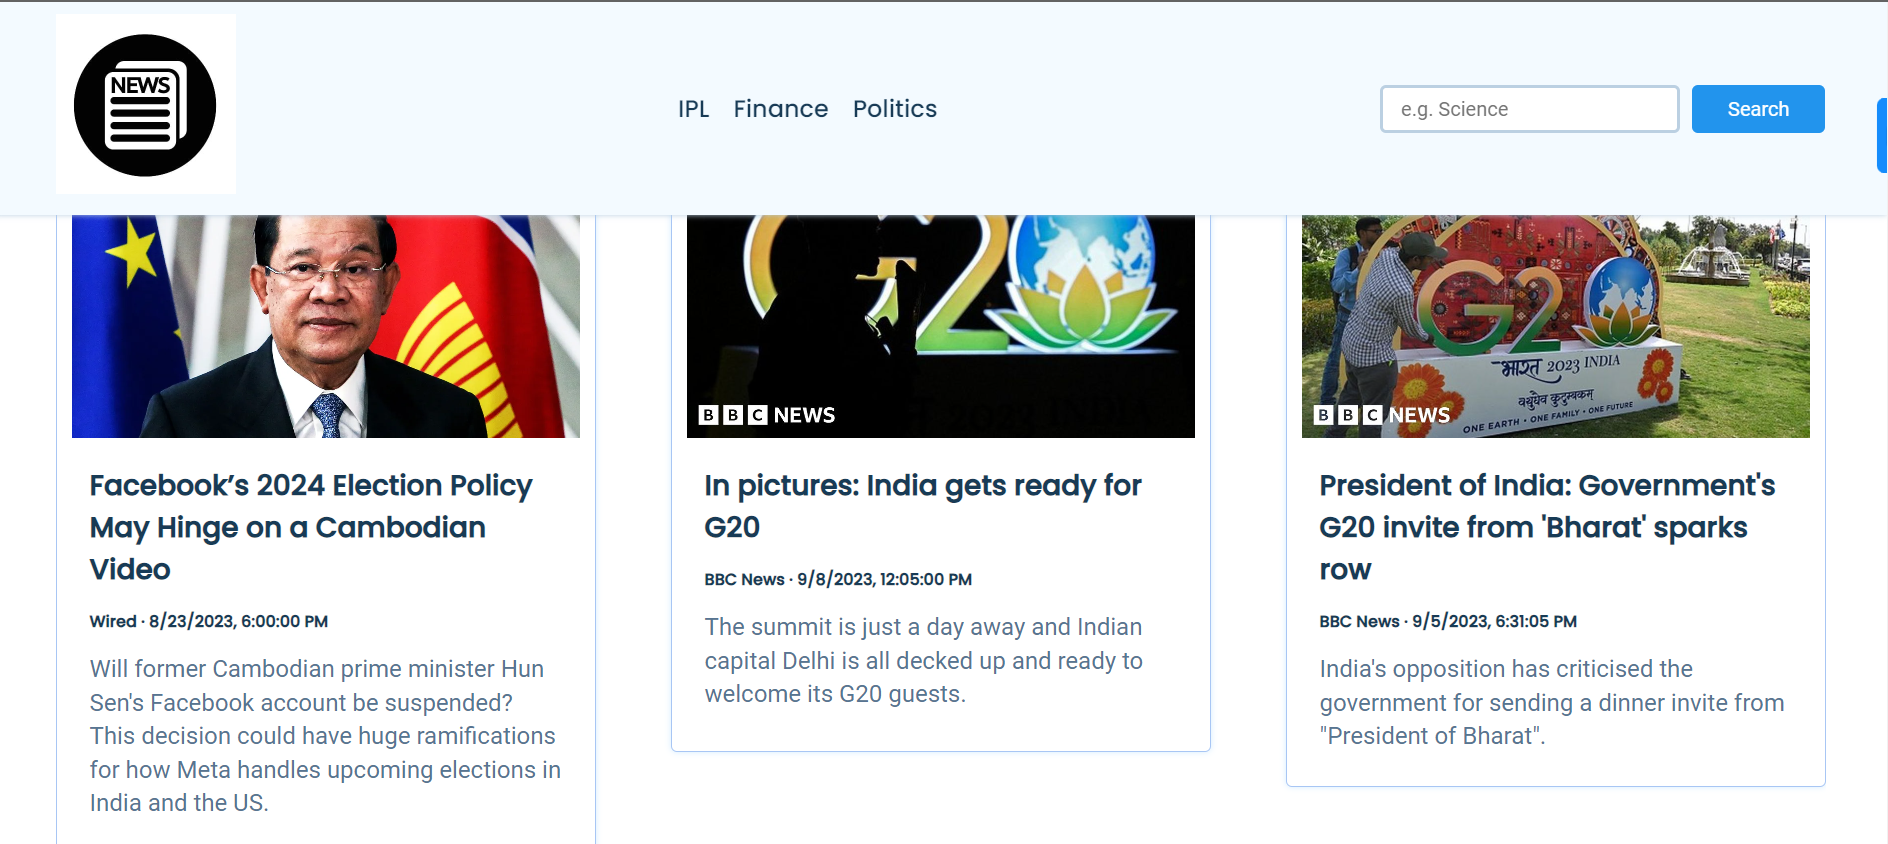 NEWS
IPL Finance Politics
e.g. Science
Search
G20
BBC NEWS
G20
भारत 2023 INDIA
वसुधैव कुटुम्बकम्
ONE EARTH • ONE FAMILY • ONE FUTURE
BBC NEWS
Facebook’s 2024 Election Policy
May Hinge on a Cambodian
Video
Wired · 8/23/2023, 6:00:00 PM
Will former Cambodian prime minister Hun
Sen's Facebook account be suspended?
This decision could have huge ramifications
for how Meta handles upcoming elections in
India and the US.
In pictures: India gets ready for
G20
BBC News · 9/8/2023, 12:05:00 PM
The summit is just a day away and Indian
capital Delhi is all decked up and ready to
welcome its G20 guests.
President of India: Government's
G20 invite from 'Bharat' sparks
row
BBC News · 9/5/2023, 6:31:05 PM
India's opposition has criticised the
government for sending a dinner invite from
"President of Bharat".